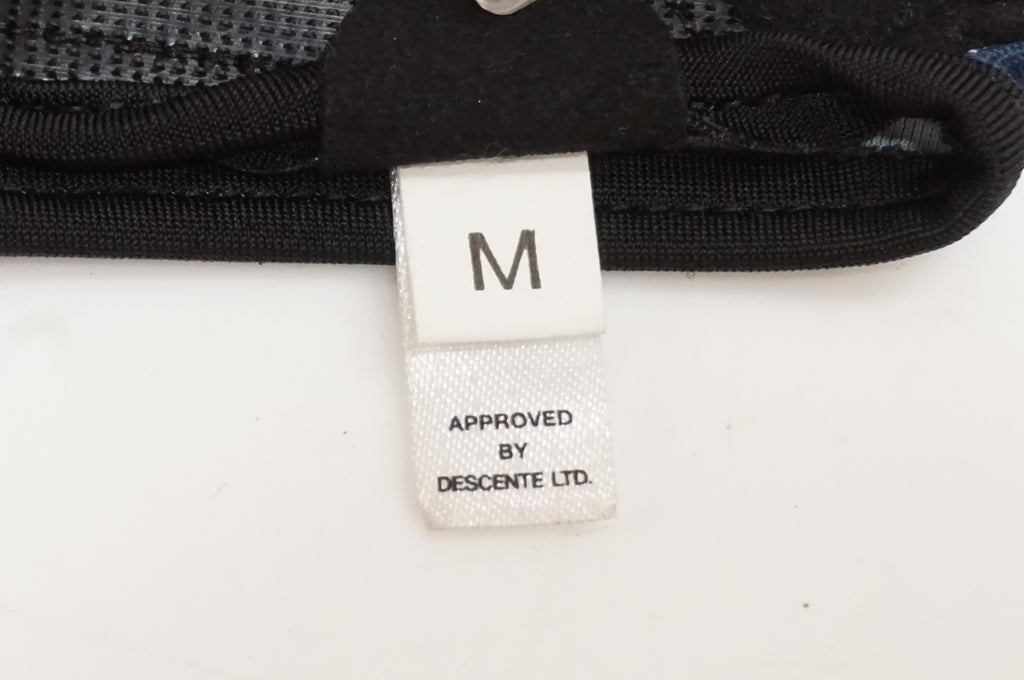 M
APPROVED
BY
DESCENTE LTD.